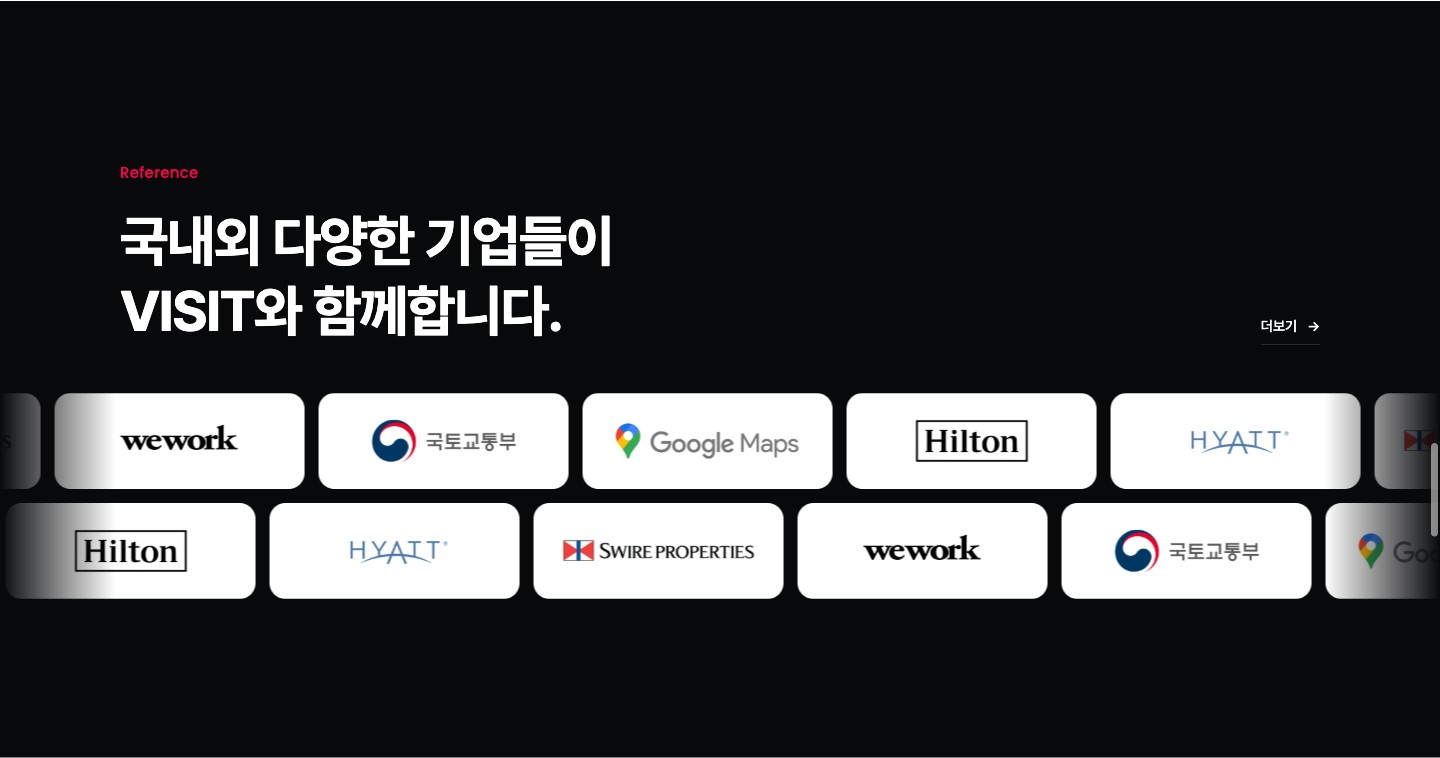 Reference
국내외 다양한 기업들이
VISIT와 함께합니다.
더보기 →
s wework 국토교통부 Google Maps Hilton HYATT®
Hilton HYATT® SWIRE PROPERTIES wework 국토교통부 Goo